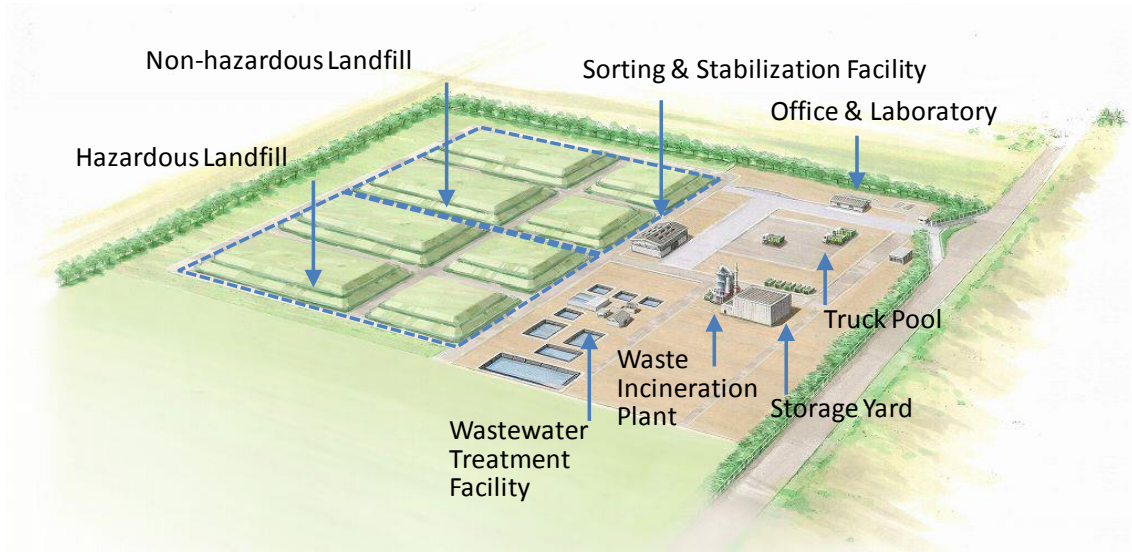 Non-hazardous Landfill
Sorting & Stabilization Facility
Office & Laboratory
Hazardous Landfill
Truck Pool
Waste
Incineration
Plant
Storage Yard
Wastewater
Treatment
Facility